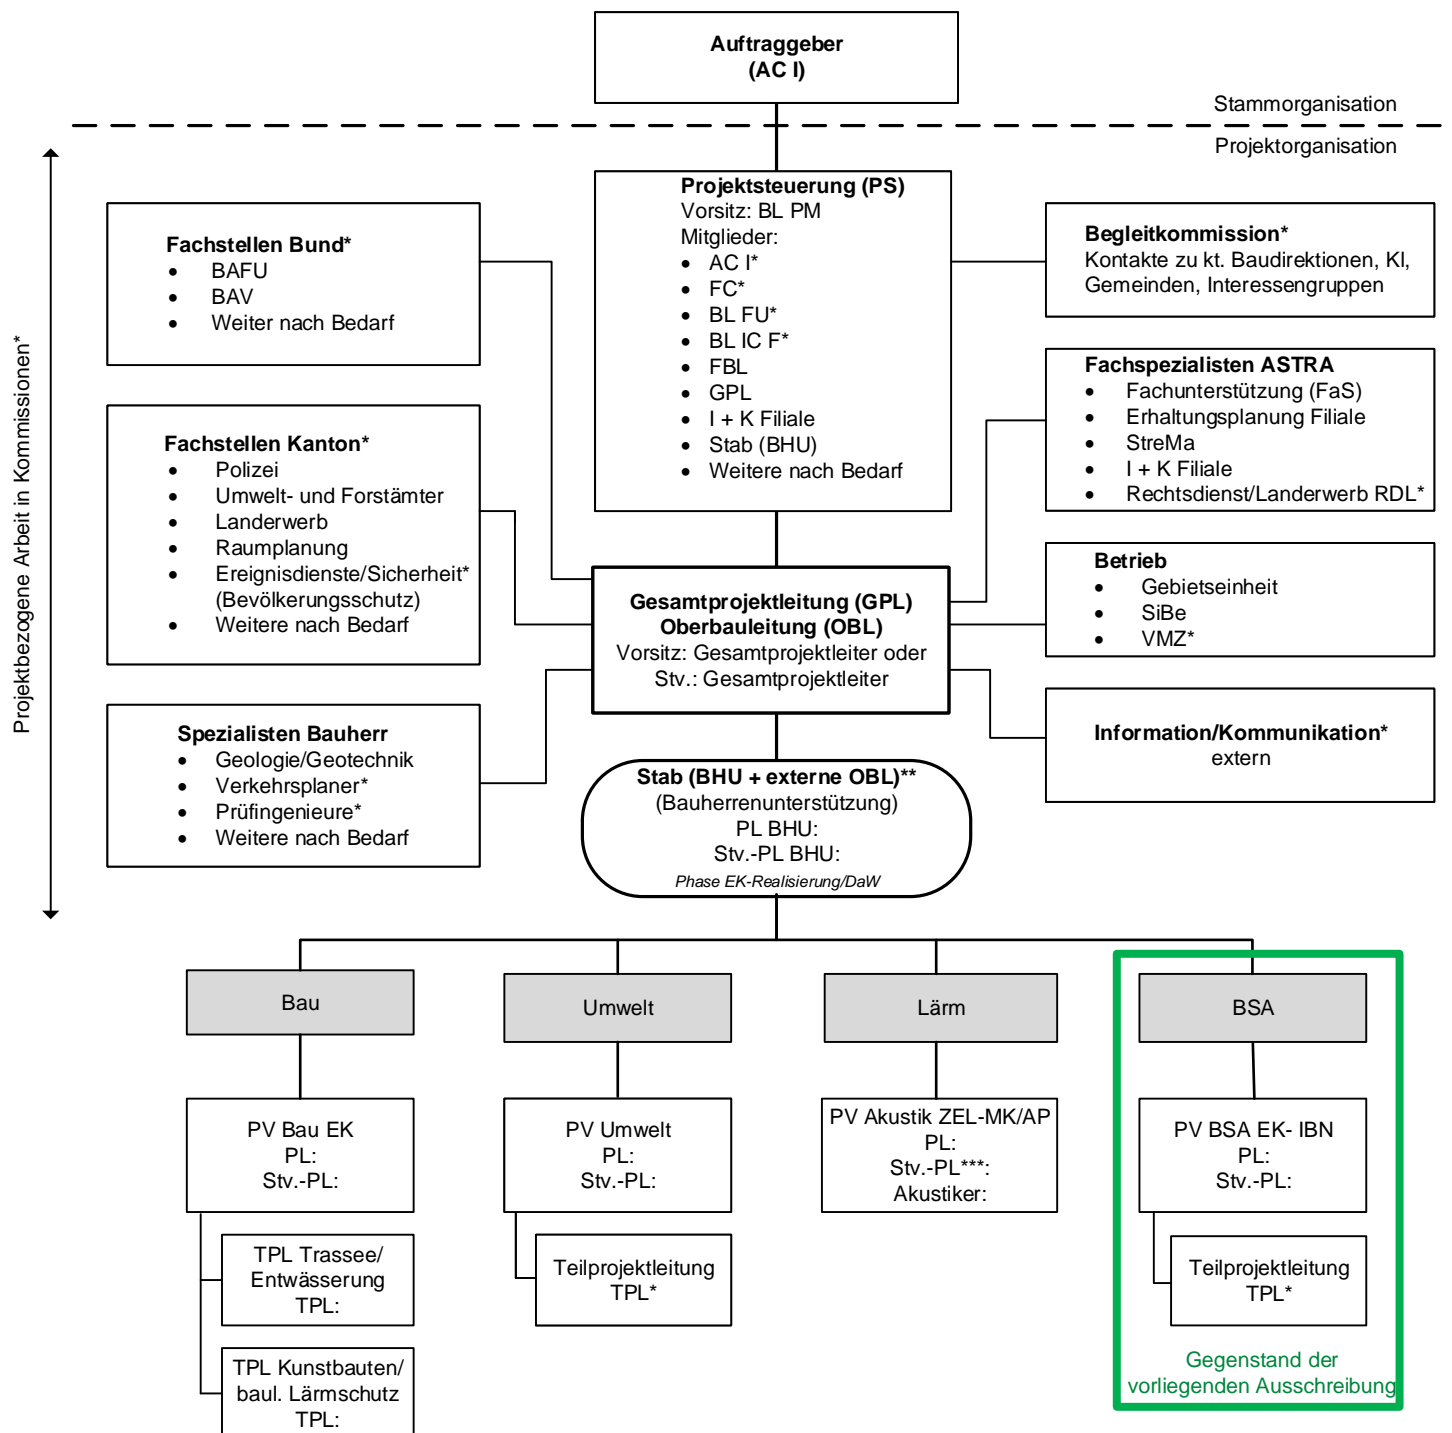 Auftraggeber
(AC I)
Stammorganisation
Projektorganisation
Projektbezogene Arbeit in Kommissionen*
Projektsteuerung (PS)
Vorsitz: BL PM
Mitglieder:
• AC I*
• FC*
• BL FU*
• BL IC F*
• FBL
• GPL
• I + K Filiale
• Stab (BHU)
• Weitere nach Bedarf
Fachstellen Bund*
• BAFU
• BAV
• Weiter nach Bedarf
Fachstellen Kanton*
• Polizei
• Umwelt- und Forstämter
• Landerwerb
• Raumplanung
• Ereignisdienste/Sicherheit*
(Bevölkerungsschutz)
• Weitere nach Bedarf
Spezialisten Bauherr
• Geologie/Geotechnik
• Verkehrsplaner*
• Prüfingenieure*
• Weitere nach Bedarf
Begleitkommission*
Kontakte zu kt. Baudirektionen, KI,
Gemeinden, Interessengruppen
Fachspezialisten ASTRA
• Fachunterstützung (FaS)
• Erhaltungsplanung Filiale
• StreMa
• I + K Filiale
• Rechtsdienst/Landerwerb RDL*
Betrieb
• Gebietseinheit
• SiBe
• VMZ*
Information/Kommunikation*
extern
Gesamtprojektleitung (GPL)
Oberbauleitung (OBL)
Vorsitz: Gesamtprojektleiter oder
Stv.: Gesamtprojektleiter
Stab (BHU + externe OBL)**
(Bauherrenunterstützung)
PL BHU:
Stv.-PL BHU:
Phase EK-Realisierung/DaW
Bau
PV Bau EK
PL:
Stv.-PL:
TPL Trassee/
Entwässerung
TPL:
TPL Kunstbauten/
baul. Lärmschutz
TPL:
Umwelt
PV Umwelt
PL:
Stv.-PL:
Teilprojektleitung
TPL*
Lärm
PV Akustik ZEL-MK/AP
PL:
Stv.-PL***:
Akustiker:
BSA
PV BSA EK- IBN
PL:
Stv.-PL:
Teilprojektleitung
TPL*
Gegenstand der
vorliegenden Ausschreibung